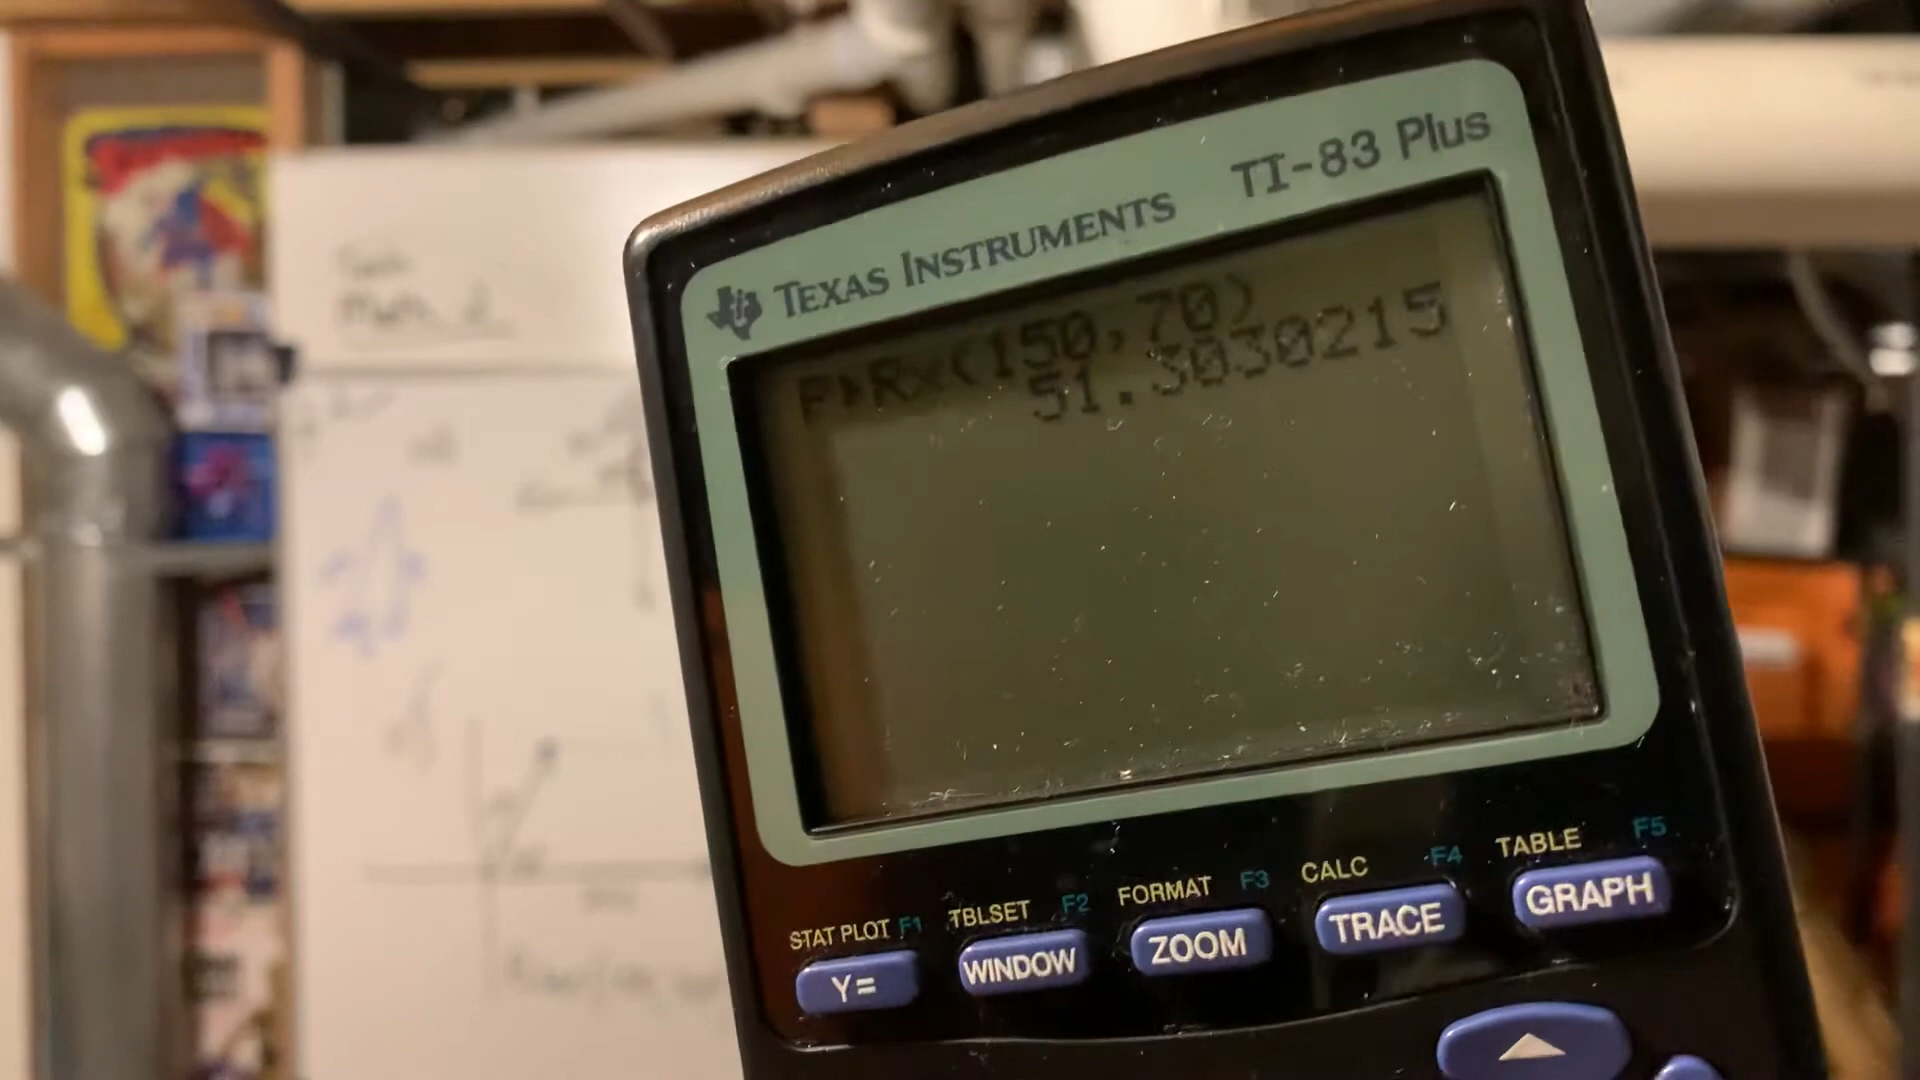 TEXAS INSTRUMENTS TI-83 Plus
P▸Rx(150,70)
51.3030215
STAT PLOT F1 TBLSET F2 FORMAT F3 CALC F4 TABLE F5
Y= WINDOW ZOOM TRACE GRAPH